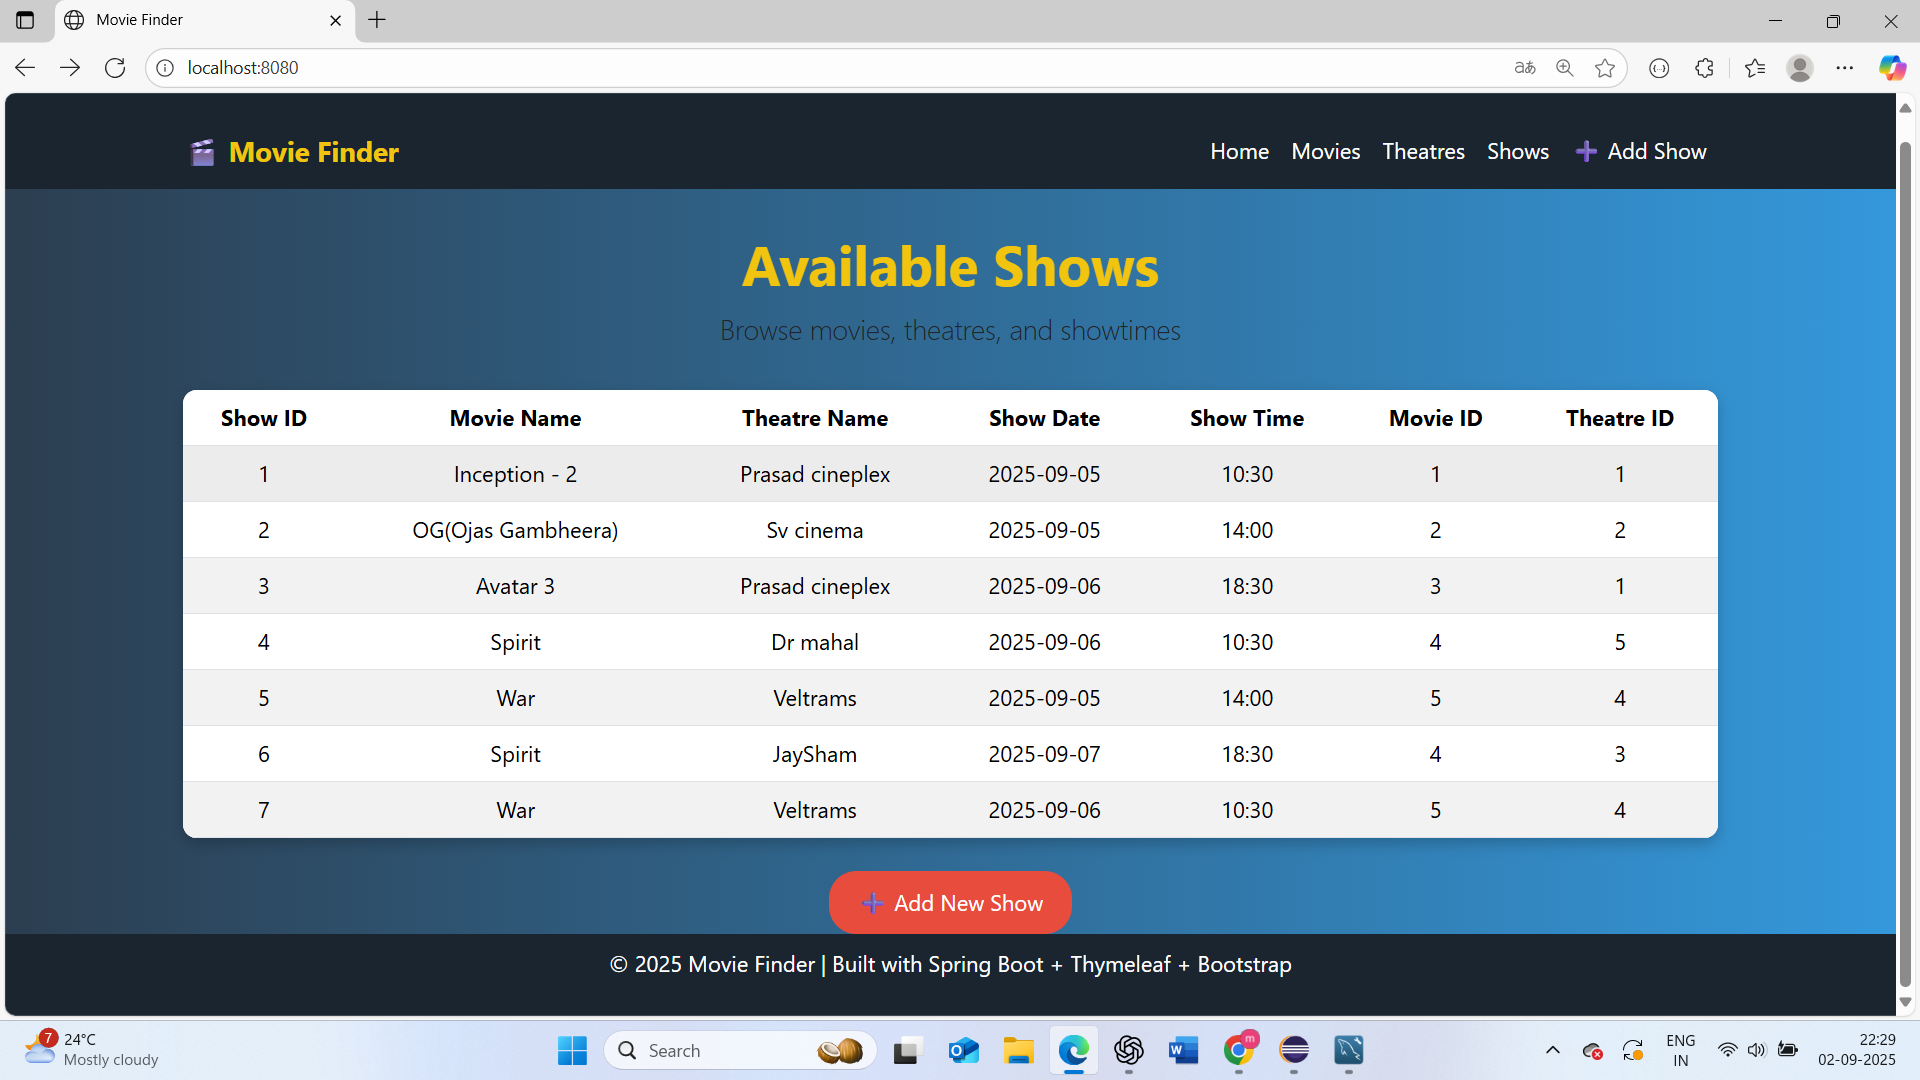 Movie Finder
localhost:8080
Movie Finder
Home Movies Theatres Shows Add Show
Available Shows
Browse movies, theatres, and showtimes
Show ID Movie Name Theatre Name Show Date Show Time Movie ID Theatre ID
1 Inception - 2 Prasad cineplex 2025-09-05 10:30 1 1
2 OG(Ojas Gambheera) Sv cinema 2025-09-05 14:00 2 2
3 Avatar 3 Prasad cineplex 2025-09-06 18:30 3 1
4 Spirit Dr mahal 2025-09-06 10:30 4 5
5 War Veltrams 2025-09-05 14:00 5 4
6 Spirit JaySham 2025-09-07 18:30 4 3
7 War Veltrams 2025-09-06 10:30 5 4
Add New Show
© 2025 Movie Finder | Built with Spring Boot + Thymeleaf + Bootstrap
7
24°C
Mostly cloudy
Search
m
ENG
IN
22:29
02-09-2025